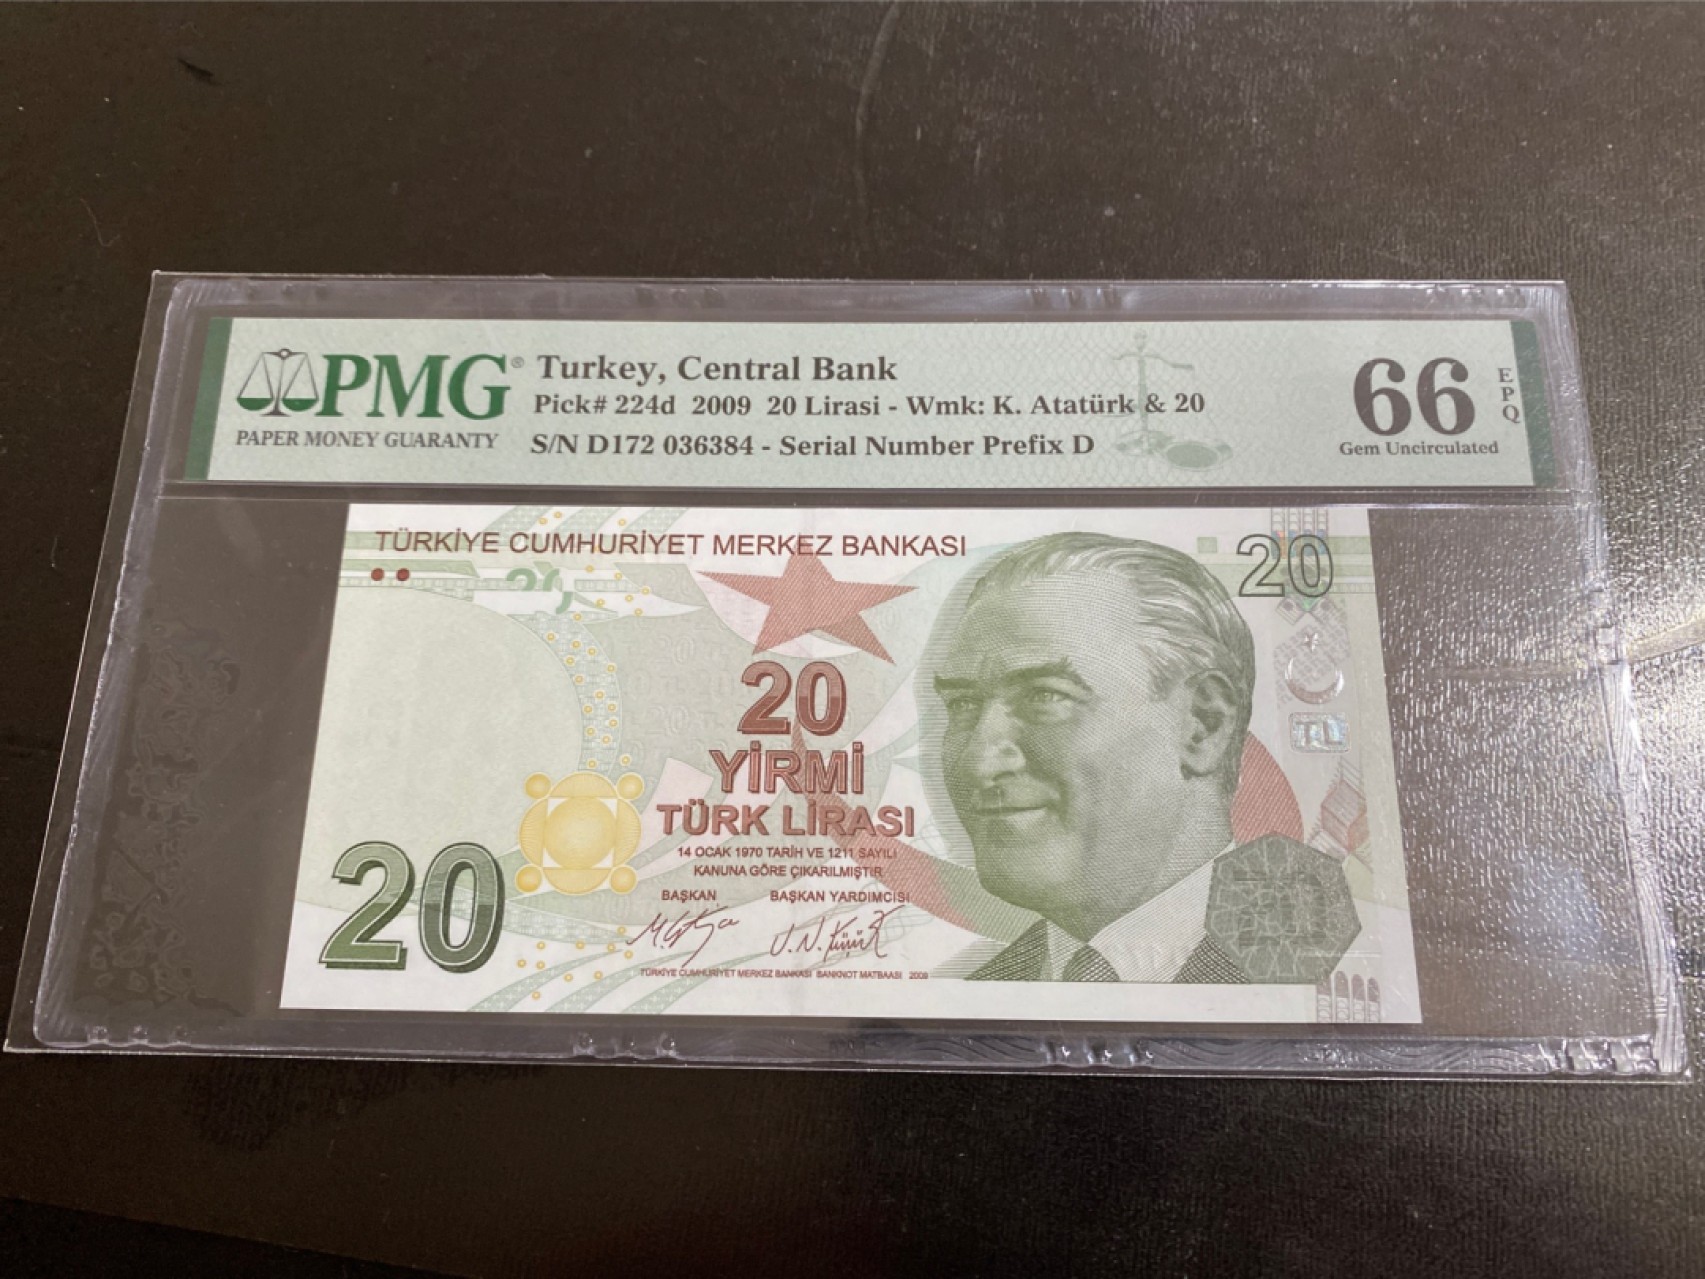 PMG®
PAPER MONEY GUARANTY
Turkey, Central Bank
Pick# 224d 2009 20 Lirasi - Wmk: K. Atatürk & 20
S/N D172 036384 - Serial Number Prefix D
66
EPQ
Gem Uncirculated
TÜRKİYE CUMHURİYET MERKEZ BANKASI
20
20
20
YİRMİ
TÜRK LİRASI
14 OCAK 1970 TARİH VE 1211 SAYILI
KANUNA GÖRE ÇIKARILMIŞTIR
BAŞKAN BAŞKAN YARDIMCISI
TÜRKİYE CUMHURİYET MERKEZ BANKASI BANKNOT MATBAASI 2009
20
TL